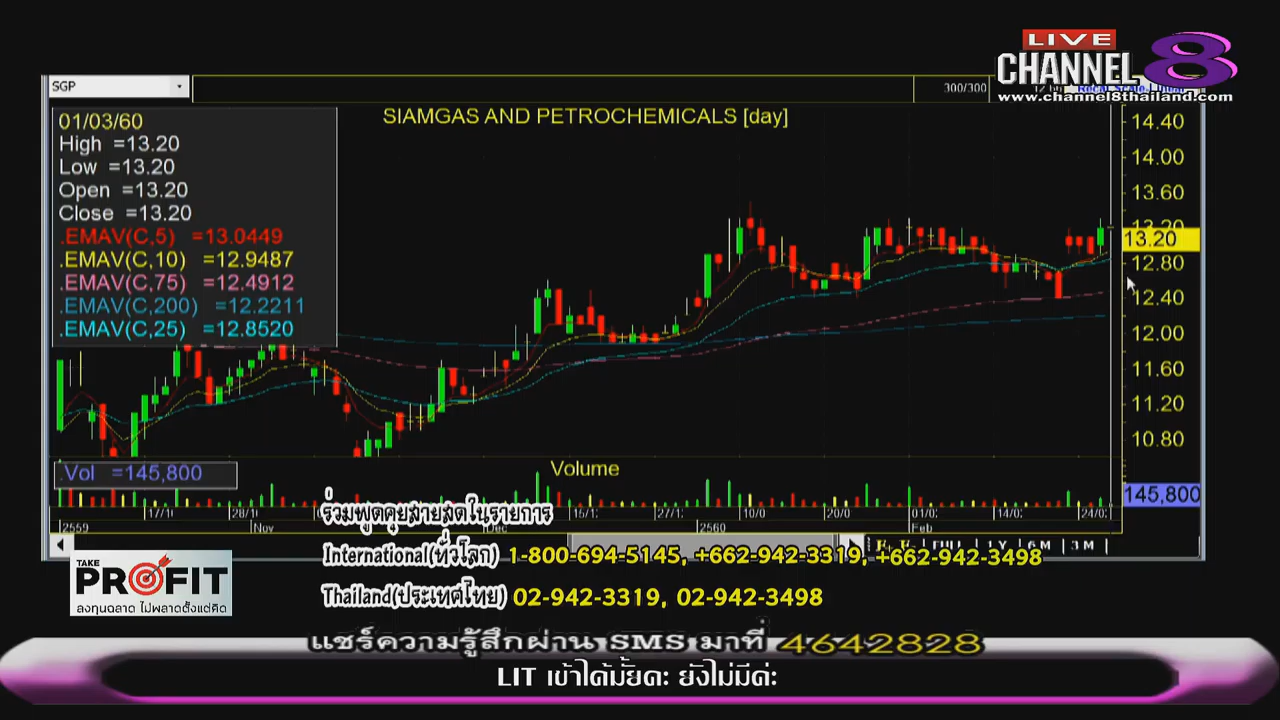 LIVE
CHANNEL 8
www.channel8thailand.com
SGP
300/300
SIAMGAS AND PETROCHEMICALS [day]
01/03/60
High =13.20
Low =13.20
Open =13.20
Close =13.20
.EMAV(C,5) =13.0449
.EMAV(C,10) =12.9487
.EMAV(C,75) =12.4912
.EMAV(C,200) =12.2211
.EMAV(C,25) =12.8520
14.40
14.00
13.60
13.20
13.20
12.80
12.40
12.00
11.60
11.20
10.80
.Vol =145,800
Volume
145,800
17/1 28/1 15/1 27/1 10/0 20/0 01/0 14/0 24/0
2559 Nov Dec 2560 Feb
1 Y 6 M 3 M
ร่วมพูดคุยสายสดในรายการ
International(ทั่วโลก) 1-800-694-5145, +662-942-3319, +662-942-3498
Thailand(ประเทศไทย) 02-942-3319, 02-942-3498
TAKE
PROFIT
ลงทุนฉลาด ไม่พลาดตั้งแต่คิด
แชร์ความรู้สึกผ่าน SMS มาที่ 4642828
LIT เข้าได้มั้ยคะ ยังไม่มีค่ะ